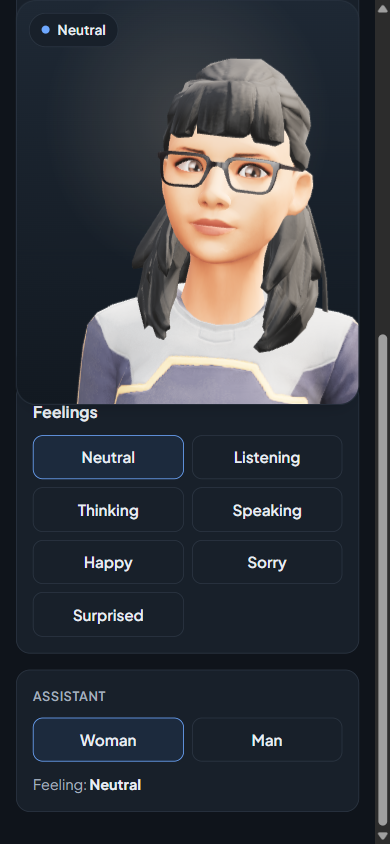 Neutral
Feelings
Neutral
Listening
Thinking
Speaking
Happy
Sorry
Surprised
ASSISTANT
Woman
Man
Feeling: Neutral